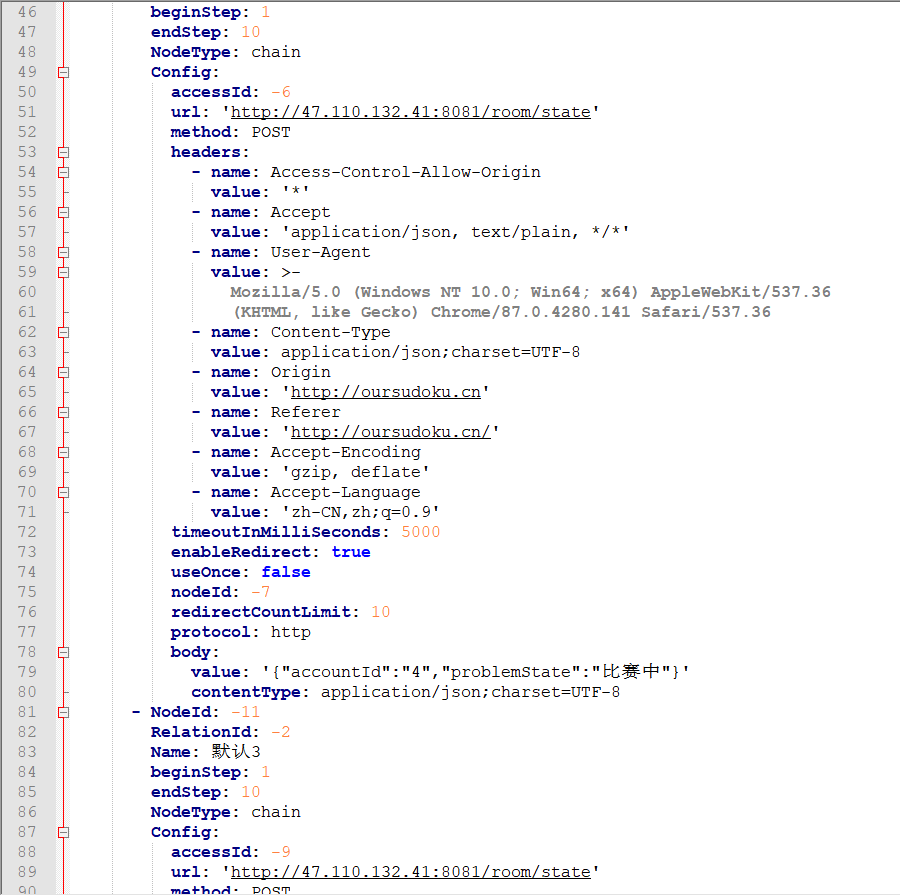 46 beginStep: 1
47 endStep: 10
48 NodeType: chain
49 Config:
50 accessId: -6
51 url: 'http://47.110.132.41:8081/room/state'
52 method: POST
53 headers:
54 - name: Access-Control-Allow-Origin
55 value: '*'
56 - name: Accept
57 value: 'application/json, text/plain, */*'
58 - name: User-Agent
59 value: >-
60 Mozilla/5.0 (Windows NT 10.0; Win64; x64) AppleWebKit/537.36
61 (KHTML, like Gecko) Chrome/87.0.4280.141 Safari/537.36
62 - name: Content-Type
63 value: application/json;charset=UTF-8
64 - name: Origin
65 value: 'http://oursudoku.cn'
66 - name: Referer
67 value: 'http://oursudoku.cn/'
68 - name: Accept-Encoding
69 value: 'gzip, deflate'
70 - name: Accept-Language
71 value: 'zh-CN,zh;q=0.9'
72 timeoutInMilliSeconds: 5000
73 enableRedirect: true
74 useOnce: false
75 nodeId: -7
76 redirectCountLimit: 10
77 protocol: http
78 body:
79 value: '{"accountId":"4","problemState":"比赛中"}'
80 contentType: application/json;charset=UTF-8
81 - NodeId: -11
82 RelationId: -2
83 Name: 默认3
84 beginStep: 1
85 endStep: 10
86 NodeType: chain
87 Config:
88 accessId: -9
89 url: 'http://47.110.132.41:8081/room/state'
90 method: POST